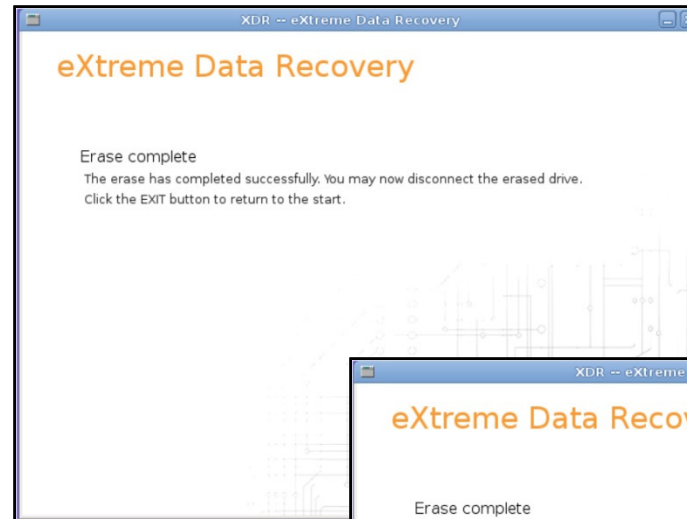 XDR -- eXtreme Data Recovery
eXtreme Data Recovery
Erase complete
The erase has completed successfully. You may now disconnect the erased drive.
Click the EXIT button to return to the start.
XDR -- eXtreme
eXtreme Data Reco
Erase complete